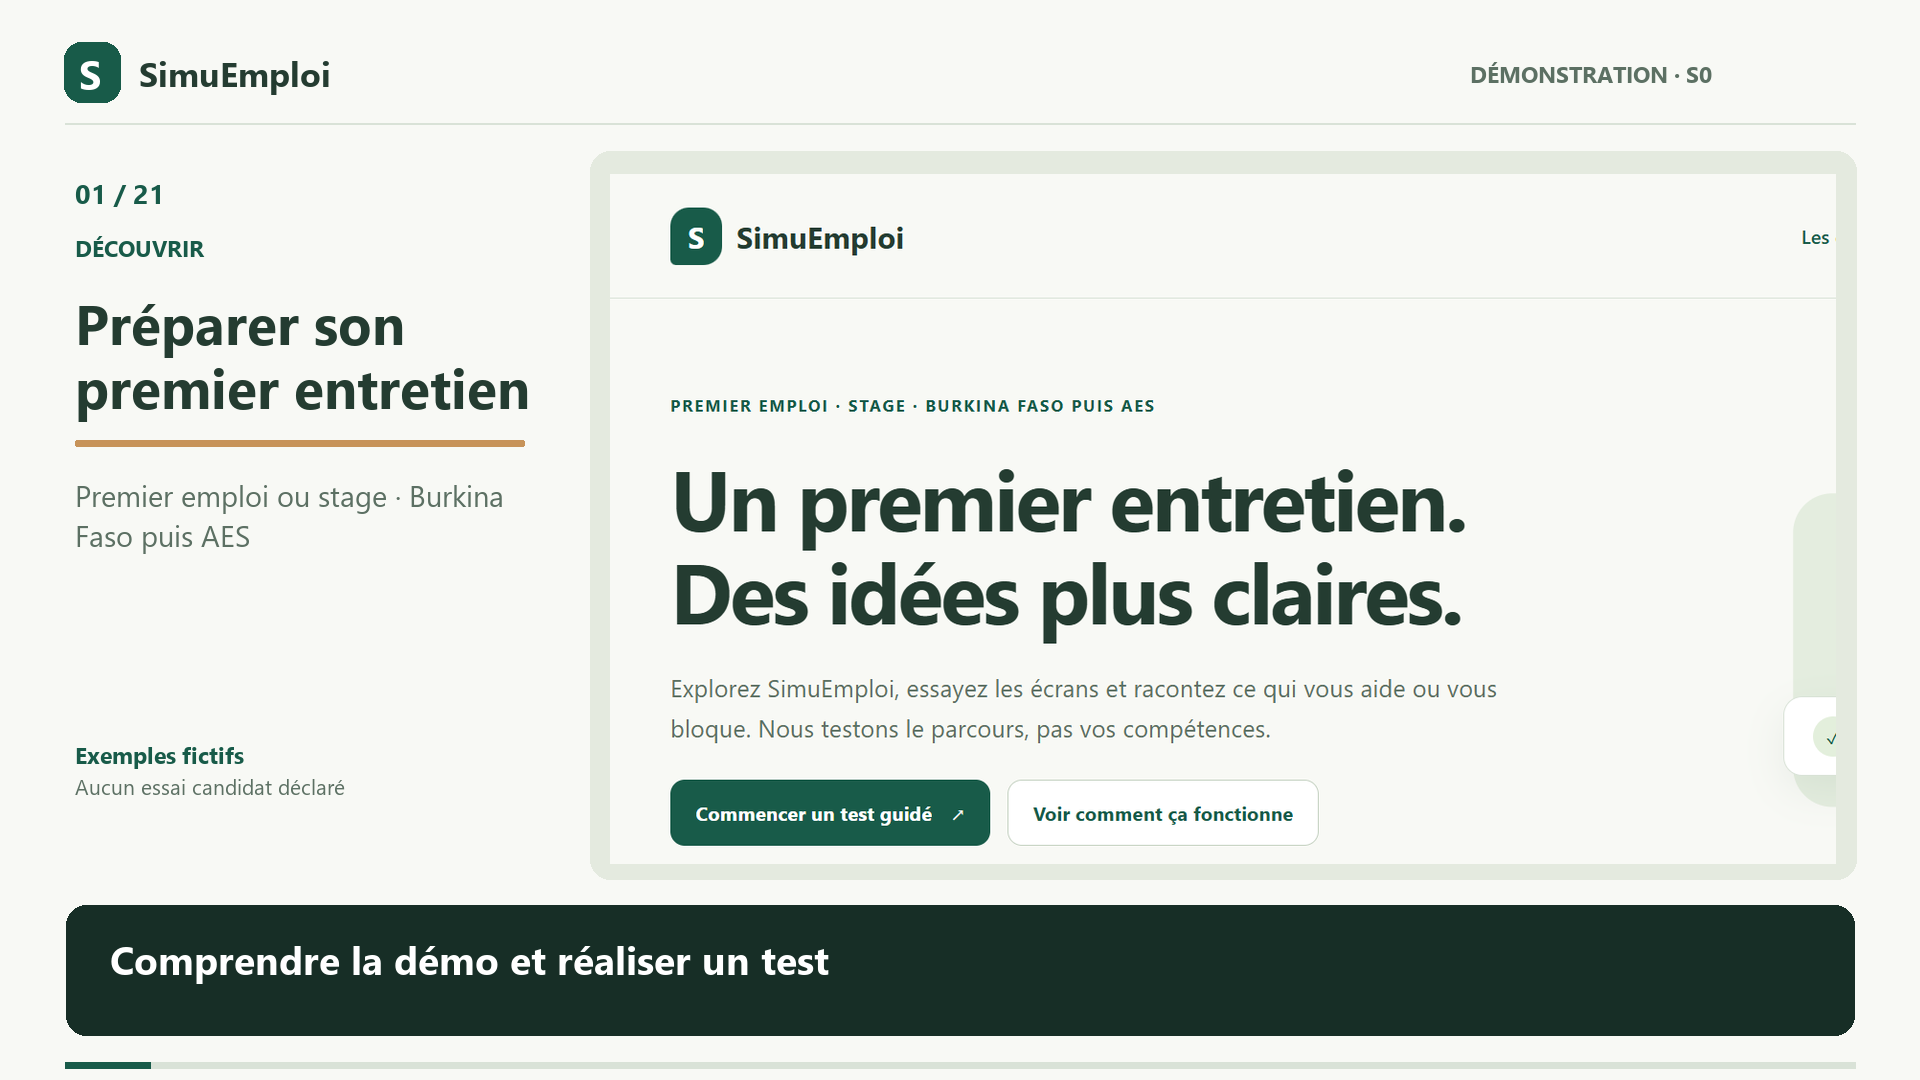 S
SimuEmploi
DÉMONSTRATION · S0
01 / 21
DÉCOUVRIR
Préparer son
premier entretien
Premier emploi ou stage · Burkina
Faso puis AES
Exemples fictifs
Aucun essai candidat déclaré
S
SimuEmploi
Les
PREMIER EMPLOI · STAGE · BURKINA FASO PUIS AES
Un premier entretien.
Des idées plus claires.
Explorez SimuEmploi, essayez les écrans et racontez ce qui vous aide ou vous
bloque. Nous testons le parcours, pas vos compétences.
Commencer un test guidé ↗
Voir comment ça fonctionne
Comprendre la démo et réaliser un test